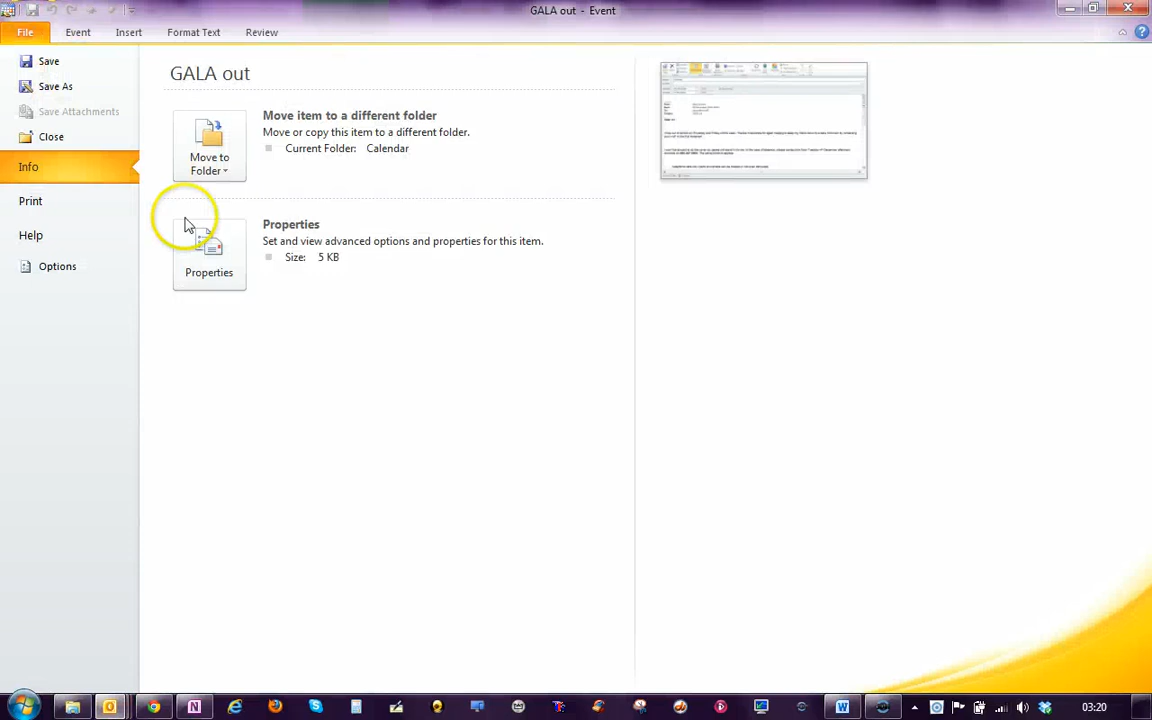 GALA out - Event
File Event Insert Format Text Review
Save
Save As
Save Attachments
Close
Info
Print
Help
Options
GALA out
Move to
Folder
Move item to a different folder
Move or copy this item to a different folder.
Current Folder: Calendar
Properties
Properties
Set and view advanced options and properties for this item.
Size: 5 KB
03:20